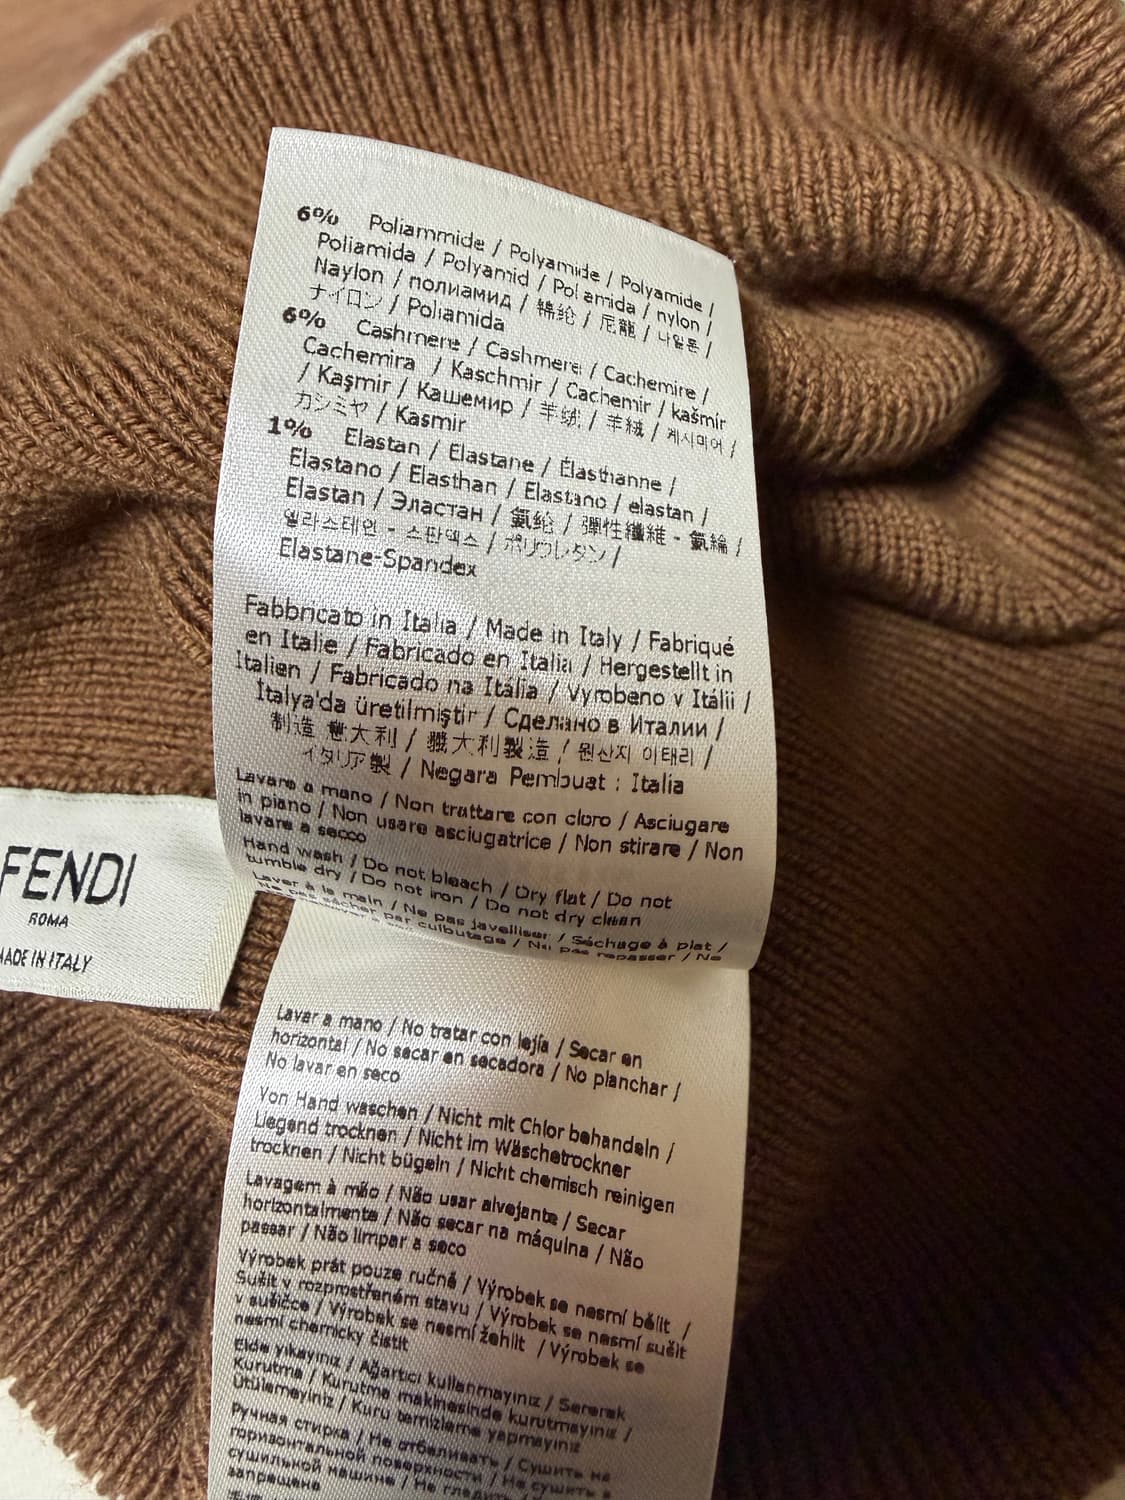 6% Poliammide / Polyamide / Polyamide /
Poliamida / Polyamid / Poliamida / nylon /
Naylon / полиамид / 锦纶 / 尼龍 / 나일론 /
ナイロン / Poliamida
6% Cashmere / Cashmere / Cachemire /
Cachemira / Kaschmir / Cachemir / kašmír
/ Kaşmir / Кашемир / 羊绒 / 羊絨 / 캐시미어 /
カシミヤ / Kasmir
1% Elastan / Elastane / Élasthanne /
Elastano / Elasthan / Elastano / elastan /
Elastan / Эластан / 氨纶 / 彈性纖維 - 氨綸 /
엘라스테인 - 스판덱스 / ポリウレタン /
Elastane-Spandex
Fabbricato in Italia / Made in Italy / Fabriqué
en Italie / Fabricado en Italia / Hergestellt in
Italien / Fabricado na Itália / Vyrobeno v Itálii /
İtalya'da üretilmiştir / Сделано в Италии /
制造 意大利 / 大利製造 / 원산지 이태리 /
イタリア製 / Negara Pembuat : Italia
Lavare a mano / Non trattare con cloro / Asciugare
in piano / Non usare asciugatrice / Non stirare / Non
lavare a secco
Hand wash / Do not bleach / Dry flat / Do not
tumble dry / Do not iron / Do not dry clean
Laver à la main / Ne pas javelliser / Séchage à plat /
Ne pas sécher par culbutage / Ne pas repasser / Ne
FENDI
ROMA
MADE IN ITALY
Lavar a mano / No tratar con lejía / Secar en
horizontal / No secar en secadora / No planchar /
No lavar en seco
Von Hand waschen / Nicht mit Chlor behandeln /
Liegend trocknen / Nicht im Wäschetrockner
trocknen / Nicht bügeln / Nicht chemisch reinigen
Lavagem à mão / Não usar alvejante / Secar
horizontalmente / Não secar na máquina / Não
passar / Não limpar a seco
Výrobek prát pouze ručně / Výrobek se nesmí bělit /
Sušit v rozprostřeném stavu / Výrobek se nesmí sušit
v sušičce / Výrobek se nesmí žehlit / Výrobek se
nesmí chemicky čistit
Elde yıkayınız / Ağartıcı kullanmayınız / Sererek
Kurutma / Kurutma makinesinde kurutmayınız /
Ütülemeyiniz / Kuru temizleme yapmayınız
Ручная стирка / Не отбеливать / Сушить на
горизонтальной поверхности / Не сушить в
сушильной машине / Не гладить /
запрещена